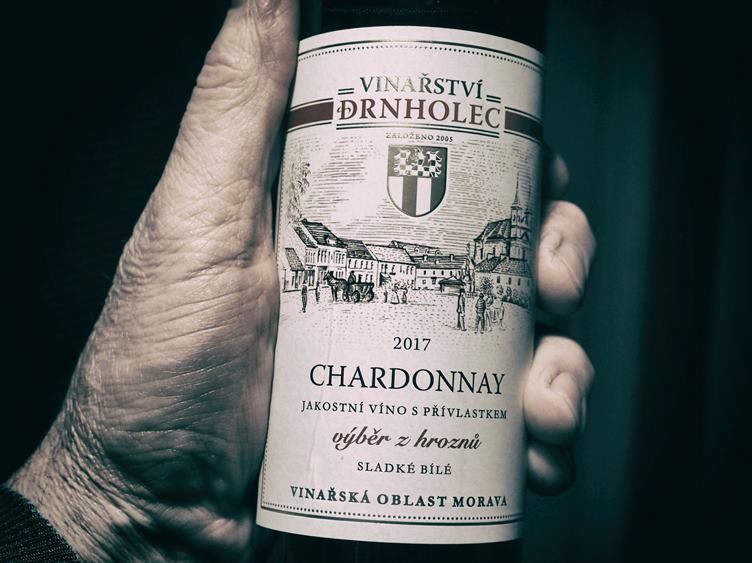 VINAŘSTVÍ
DRNHOLEC
ZALOŽENO 2005
2017
CHARDONNAY
JAKOSTNÍ VÍNO S PŘÍVLASTKEM
výběr z hroznů
SLADKÉ BÍLÉ
VINAŘSKÁ OBLAST MORAVA